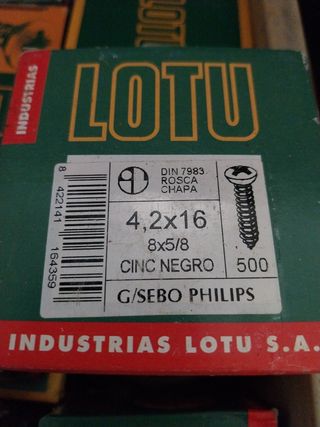 INDUSTRIAS
LOTU
DIN 7983
ROSCA
CHAPA
4,2x16
8x5/8
CINC NEGRO
500
G/SEBO PHILIPS
8 422141 164359
INDUSTRIAS LOTU S.A.